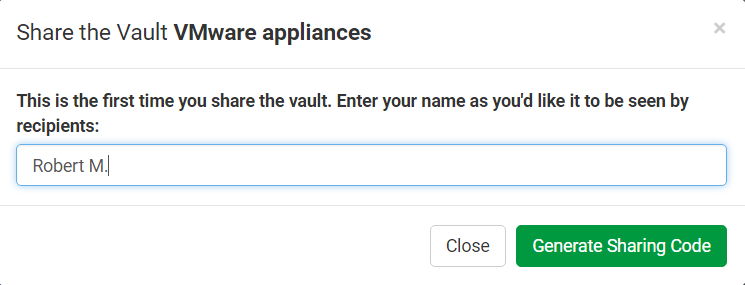 Share the Vault VMware appliances ×
This is the first time you share the vault. Enter your name as you'd like it to be seen by
recipients:
Robert M.
Close Generate Sharing Code